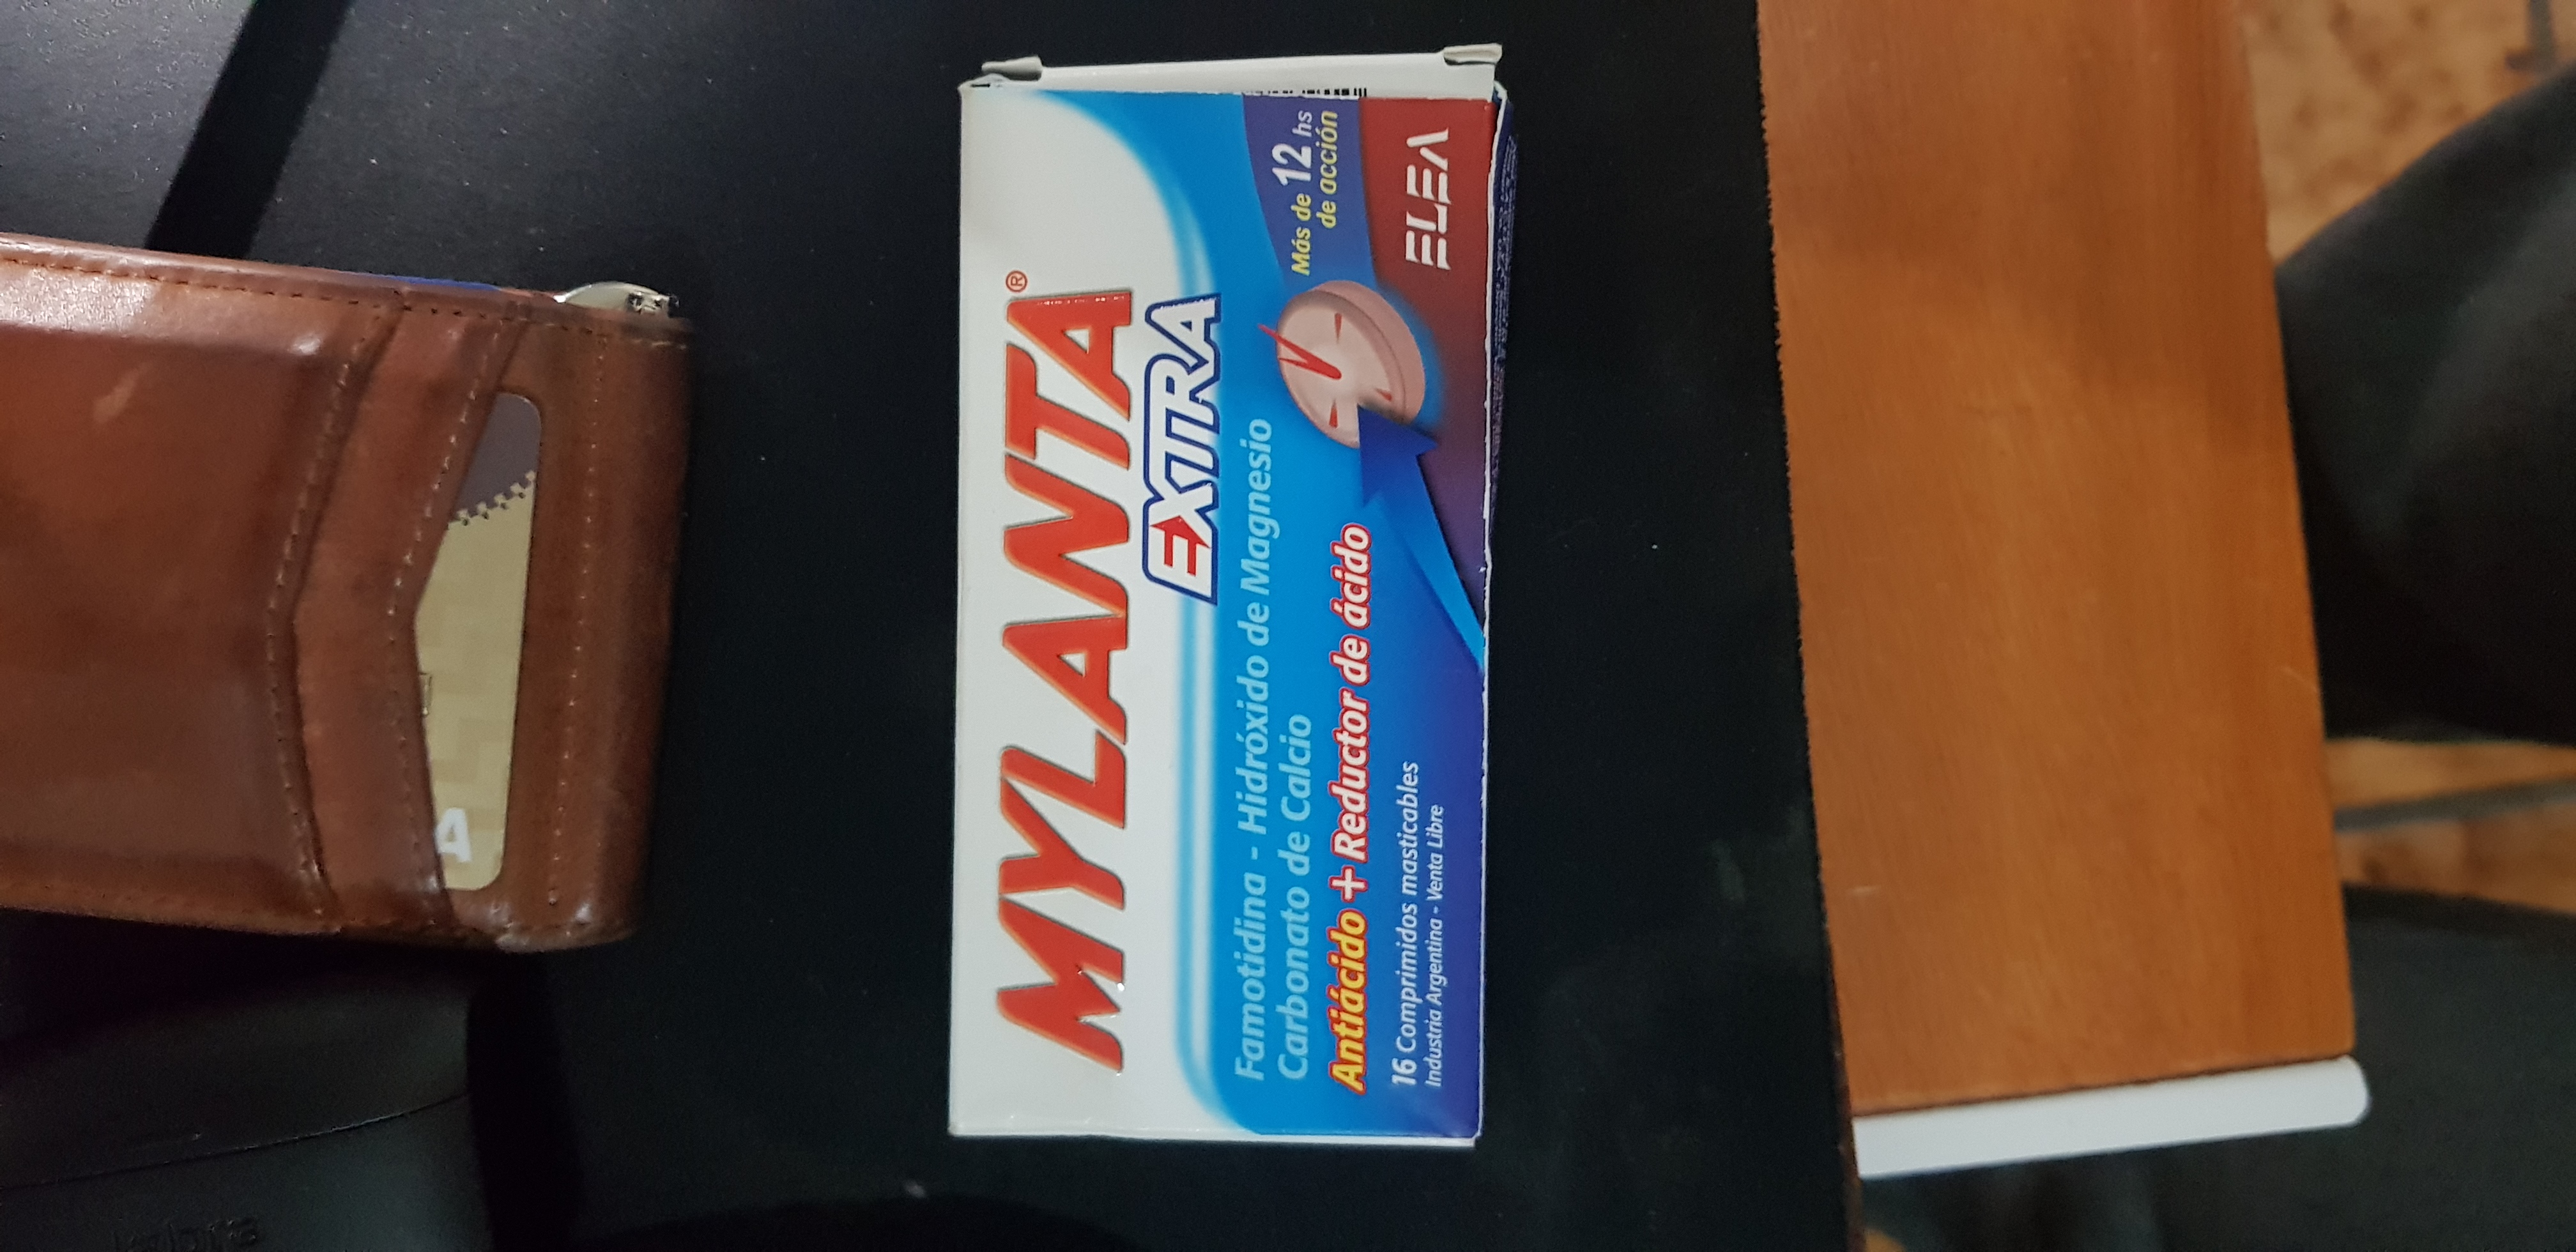 A
MYLANTA®
EXTRA
Famotidina - Hidróxido de Magnesio
Carbonato de Calcio
Antiácido + Reductor de ácido
16 Comprimidos masticables
Industria Argentina - Venta Libre
Más de 12 hs
de acción
ELEA